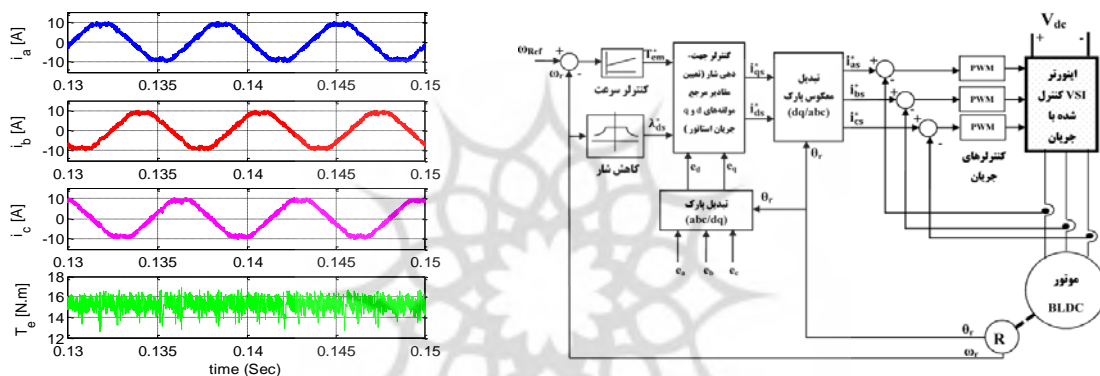 i_a [A]
10
0
-10
0.13
0.135
0.14
0.145
0.15
i_b [A]
10
0
-10
0.13
0.135
0.14
0.145
0.15
i_c [A]
10
0
-10
0.13
0.135
0.14
0.145
0.15
T_e [N.m]
18
16
14
12
0.13
0.135
0.14
0.145
0.15
time (Sec)
ω_Ref
+
-
ω_r
T*_em
کنترلر سرعت
λ*_ds
کاهش شار
کنترلر جهت-
دهی شار (تعیین
مقادیر مرجع
مولفه‌های d و q
جریان استاتور )
i*_qs
i*_ds
e_d
e_q
تبدیل پارک
(abc/dq)
e_a
e_b
e_c
θ_r
تبدیل
معکوس پارک
(dq/abc)
θ_r
i*_as
i*_bs
i*_cs
+
-
+
-
+
-
PWM
PWM
PWM
کنترلرهای
جریان
V_dc
+
-
اینورتر
VSI کنترل
شده با
جریان
موتور
BLDC
R
θ_r
ω_r